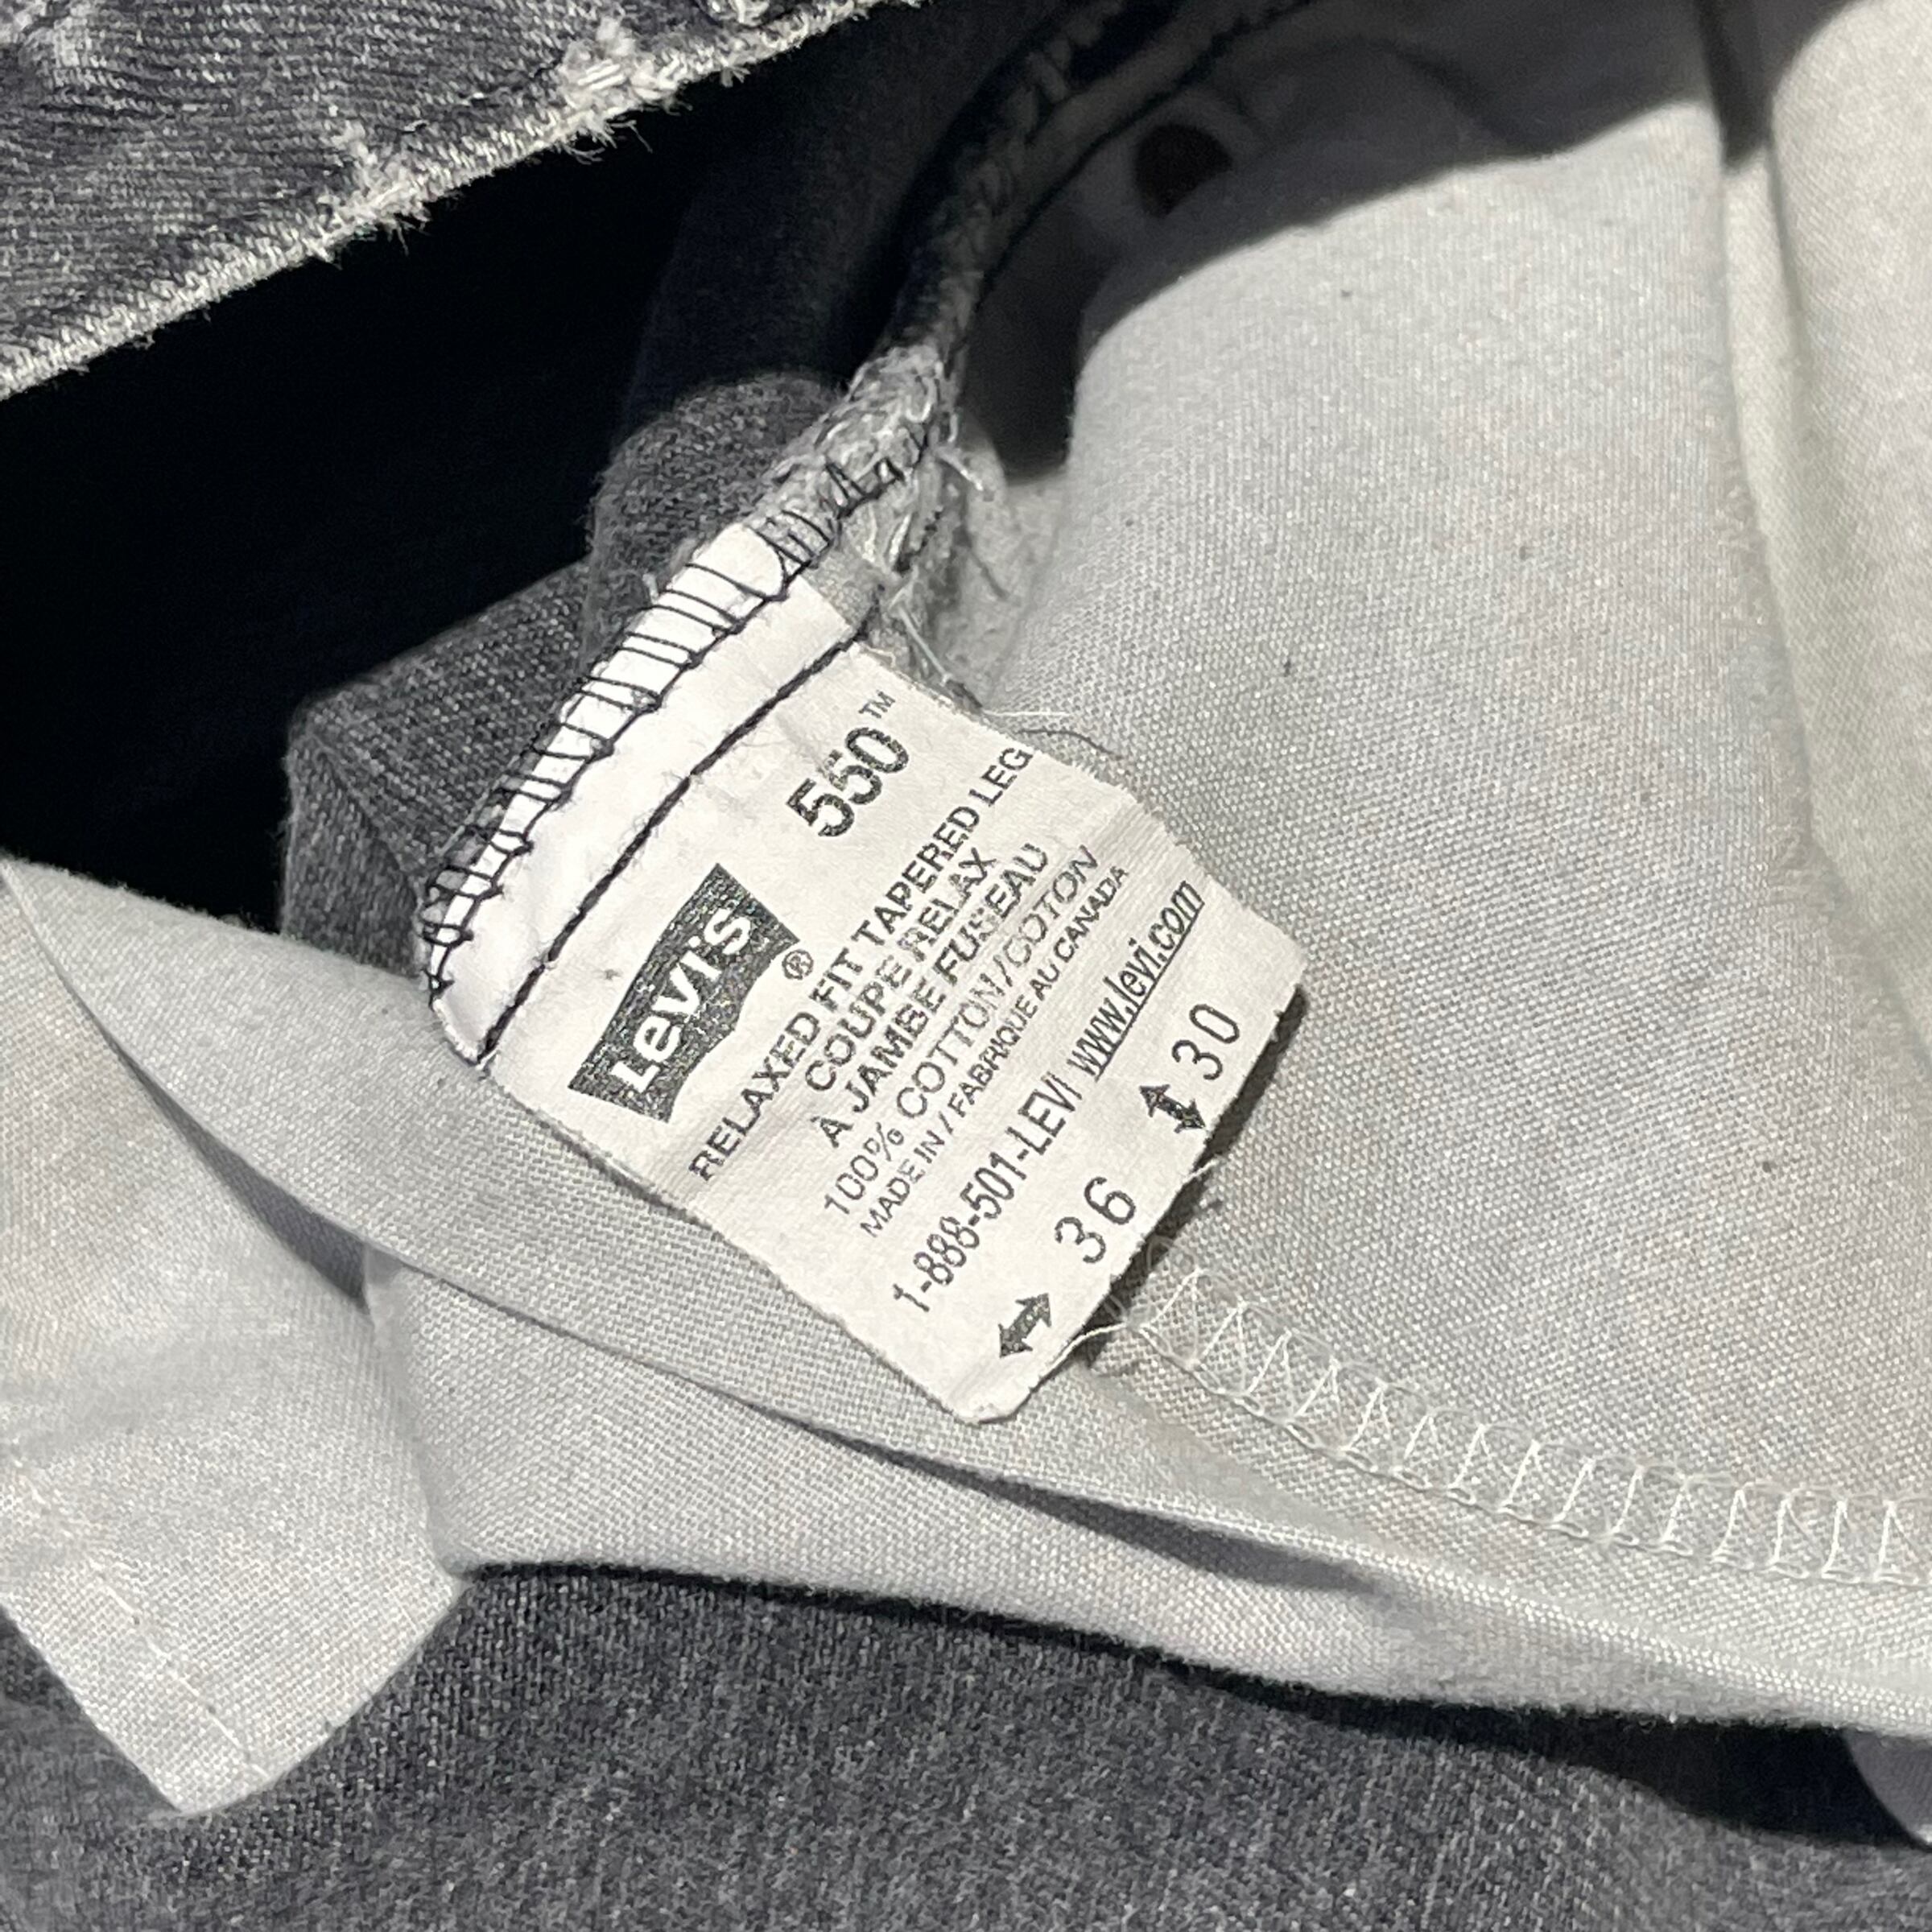 Levi's®
550™
RELAXED FIT TAPERED LEG
COUPE RELAX
À JAMBE FUSEAU
100% COTTON/COTON
MADE IN / FABRIQUE AU CANADA
1-888-501-LEVI www.levi.com
↔ 36 ↕ 30